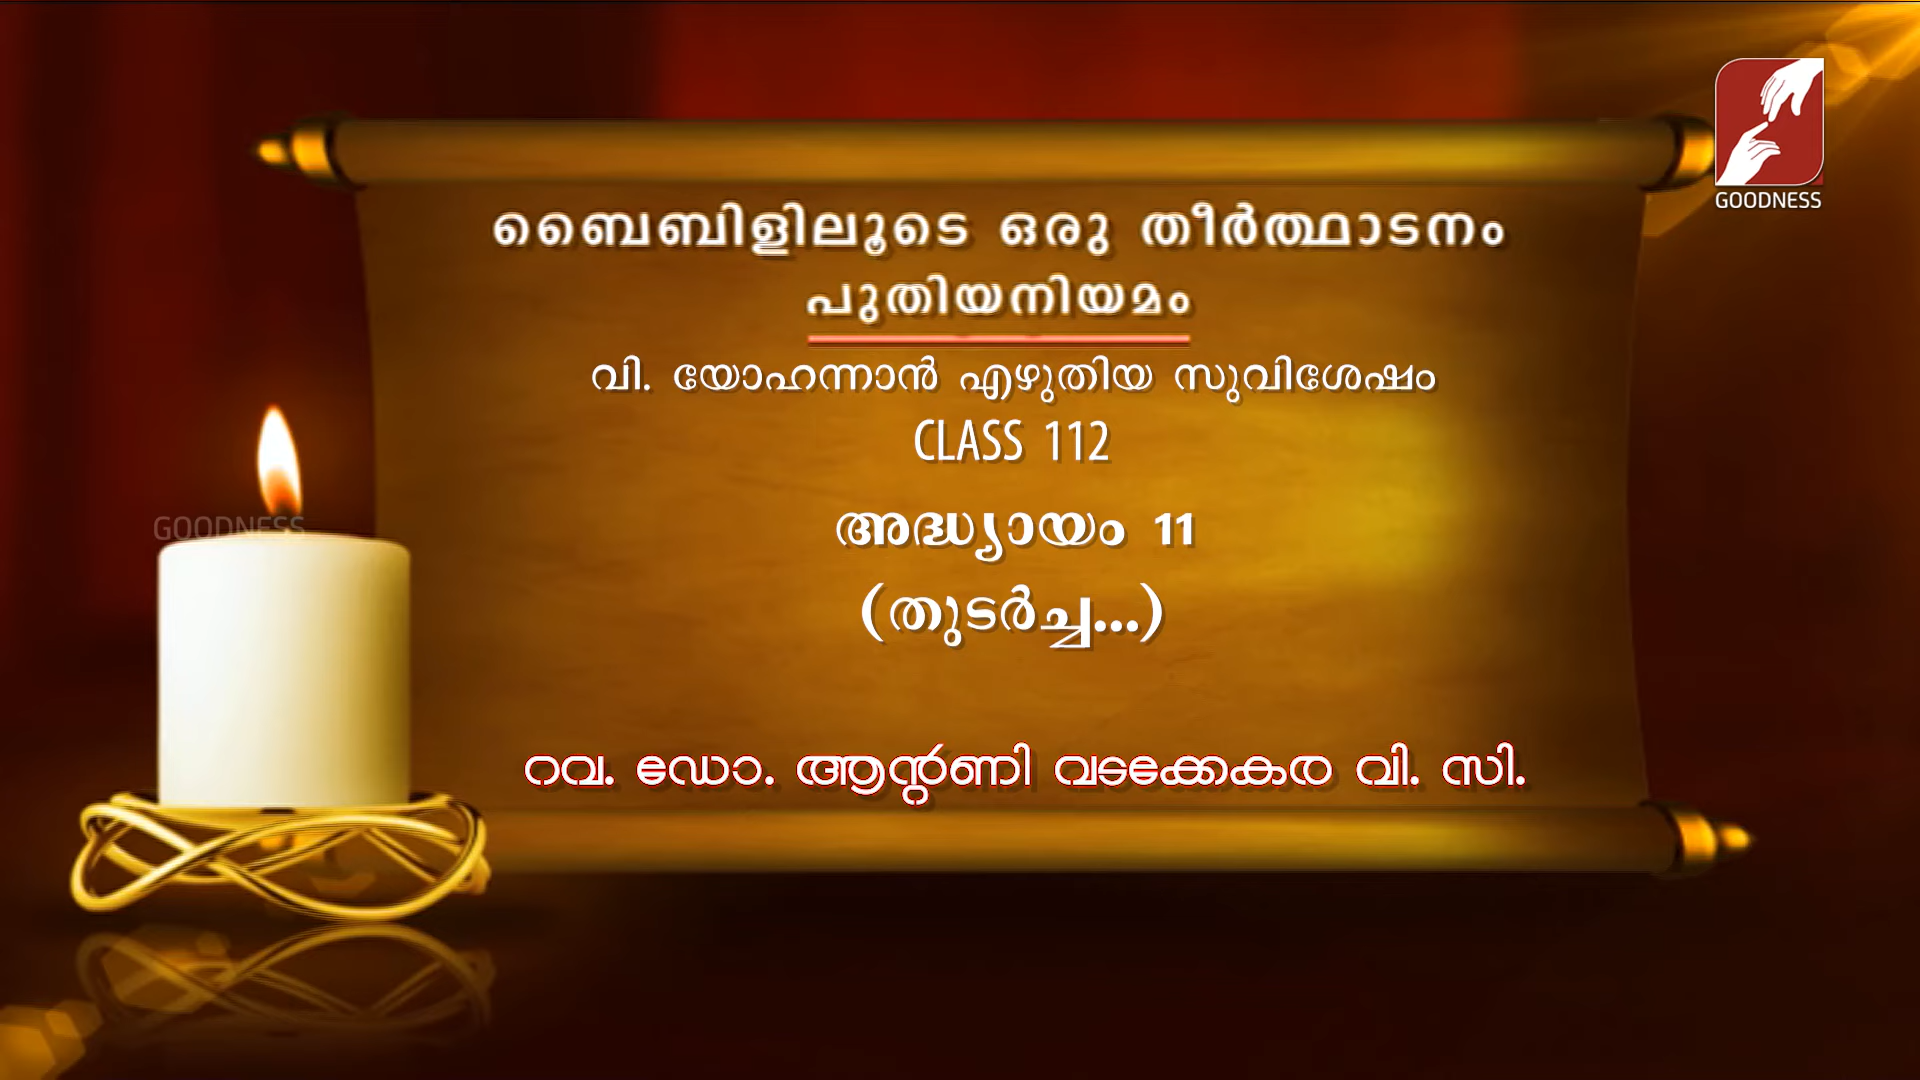 GOODNESS
ബൈബിളിലൂടെ ഒരു തീർത്ഥാടനം
പുതിയനിയമം
വി. യോഹന്നാൻ എഴുതിയ സുവിശേഷം
CLASS 112
അദ്ധ്യായം 11
(തുടർച്ച...)
GOODNESS
റവ. ഡോ. ആന്റണി വടക്കേകര വി. സി.